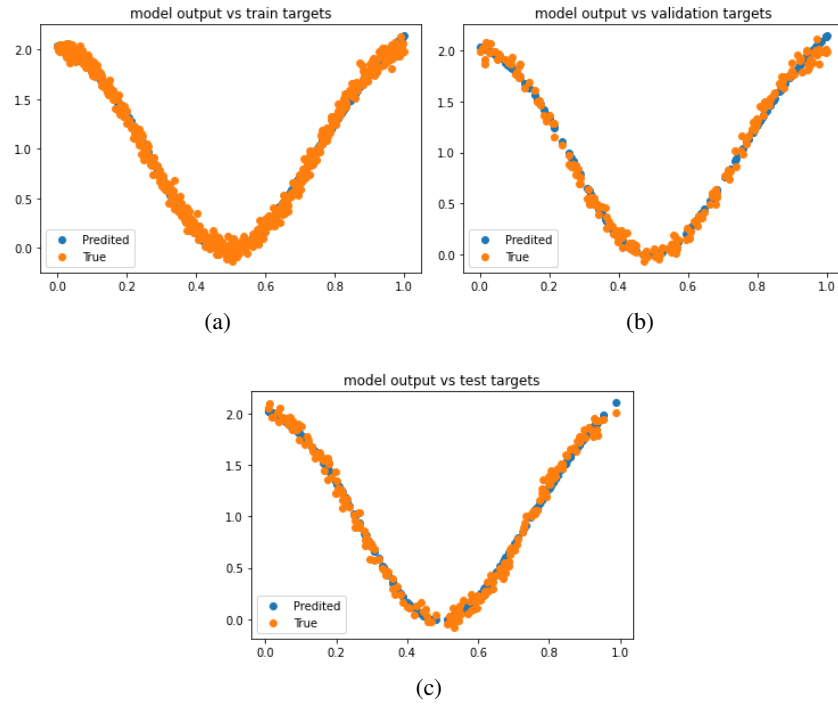 model output vs train targets
2.0
1.5
1.0
0.5
0.0
Predited
True
0.0 0.2 0.4 0.6 0.8 1.0
(a)
model output vs validation targets
2.0
1.5
1.0
0.5
0.0
Predited
True
0.0 0.2 0.4 0.6 0.8 1.0
(b)
model output vs test targets
2.0
1.5
1.0
0.5
0.0
Predited
True
0.0 0.2 0.4 0.6 0.8 1.0
(c)